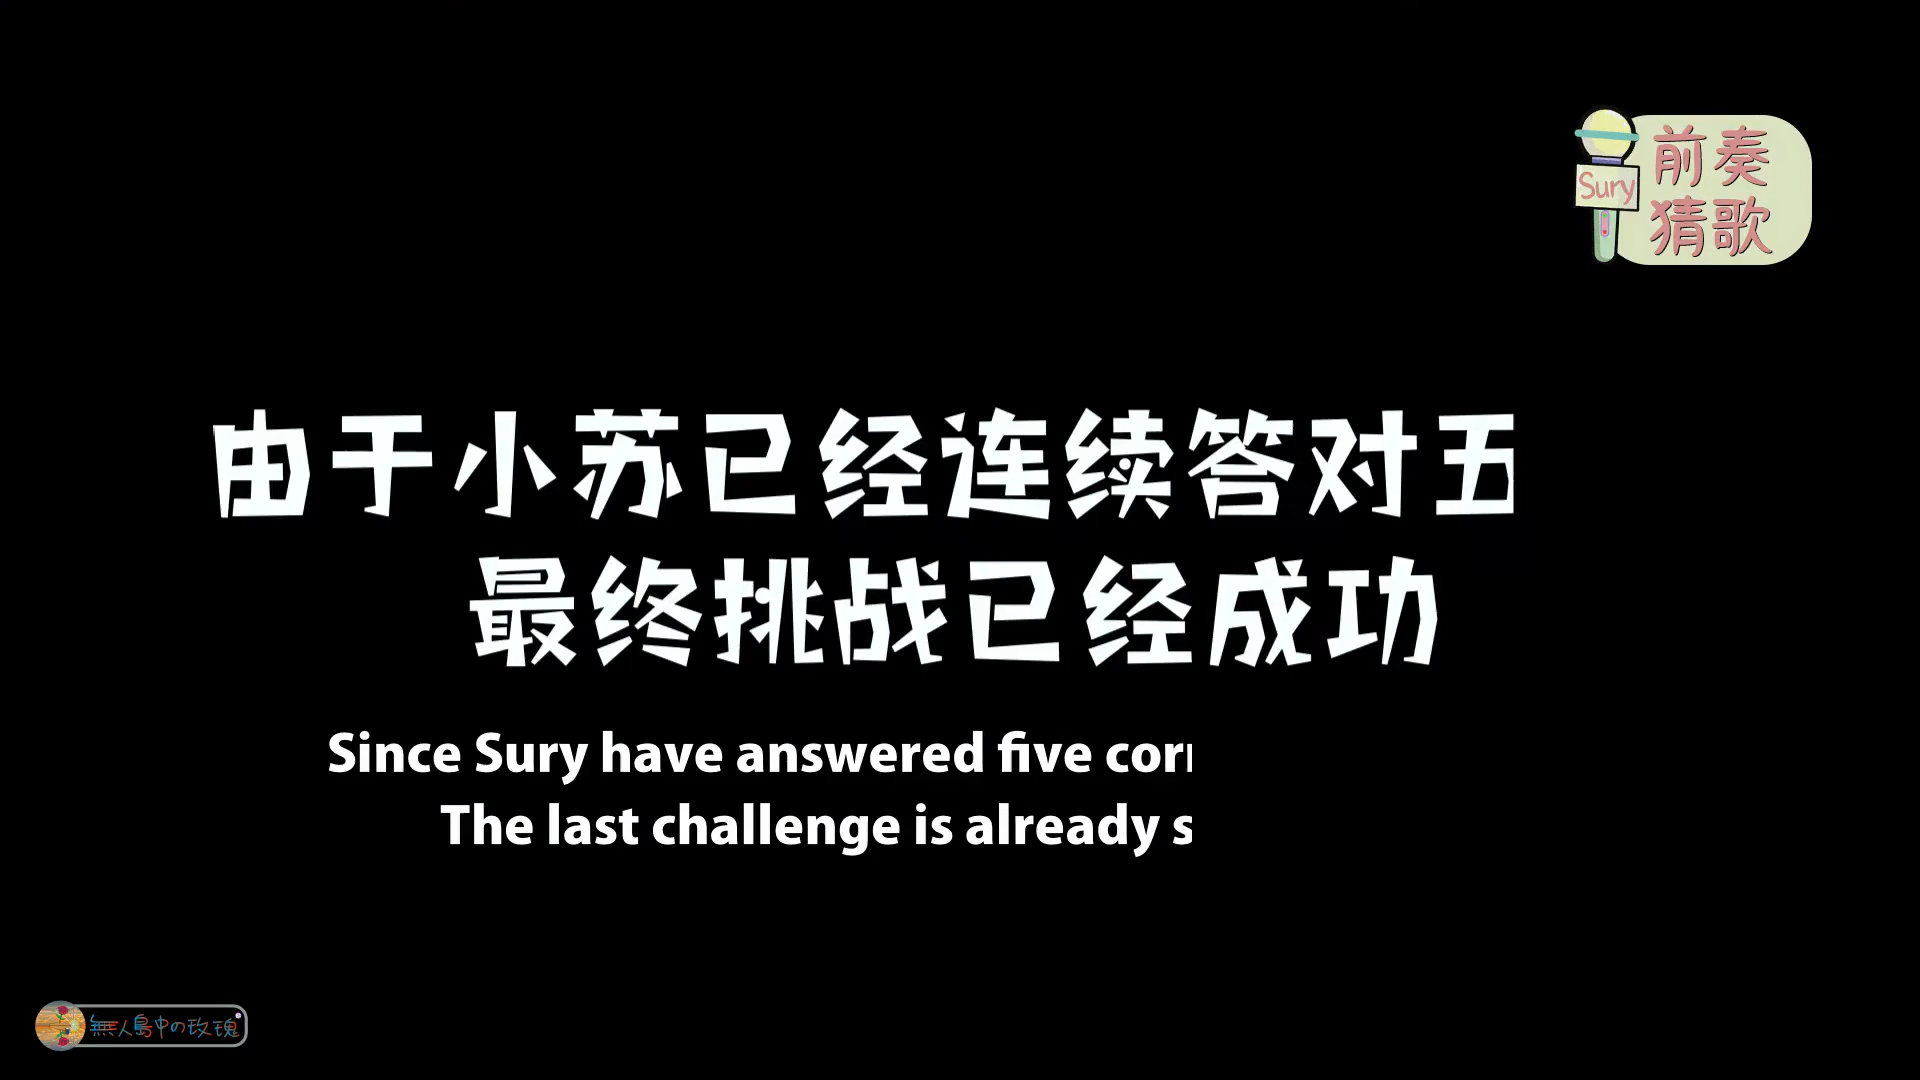 前奏
猜歌
Sury
由于小苏已经连续答对五
最终挑战已经成功
Since Sury have answered five
The last challenge is already
無人島中の玫瑰